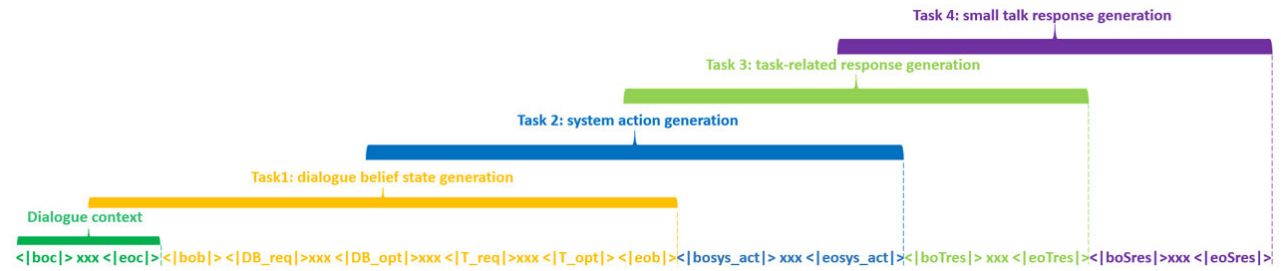 Task 4: small talk response generation
Task 3: task-related response generation
Task 2: system action generation
Task1: dialogue belief state generation
Dialogue context
<|boc|> xxx <|eoc|><|bob|> <|DB_req|>xxx <|DB_opt|>xxx <|T_req|>xxx <|T_opt|> <|eob|><|bosys_act|> xxx <|eosys_act|><|boTres|> xxx <|eoTres|><|boSres|>xxx <|eoSres|>